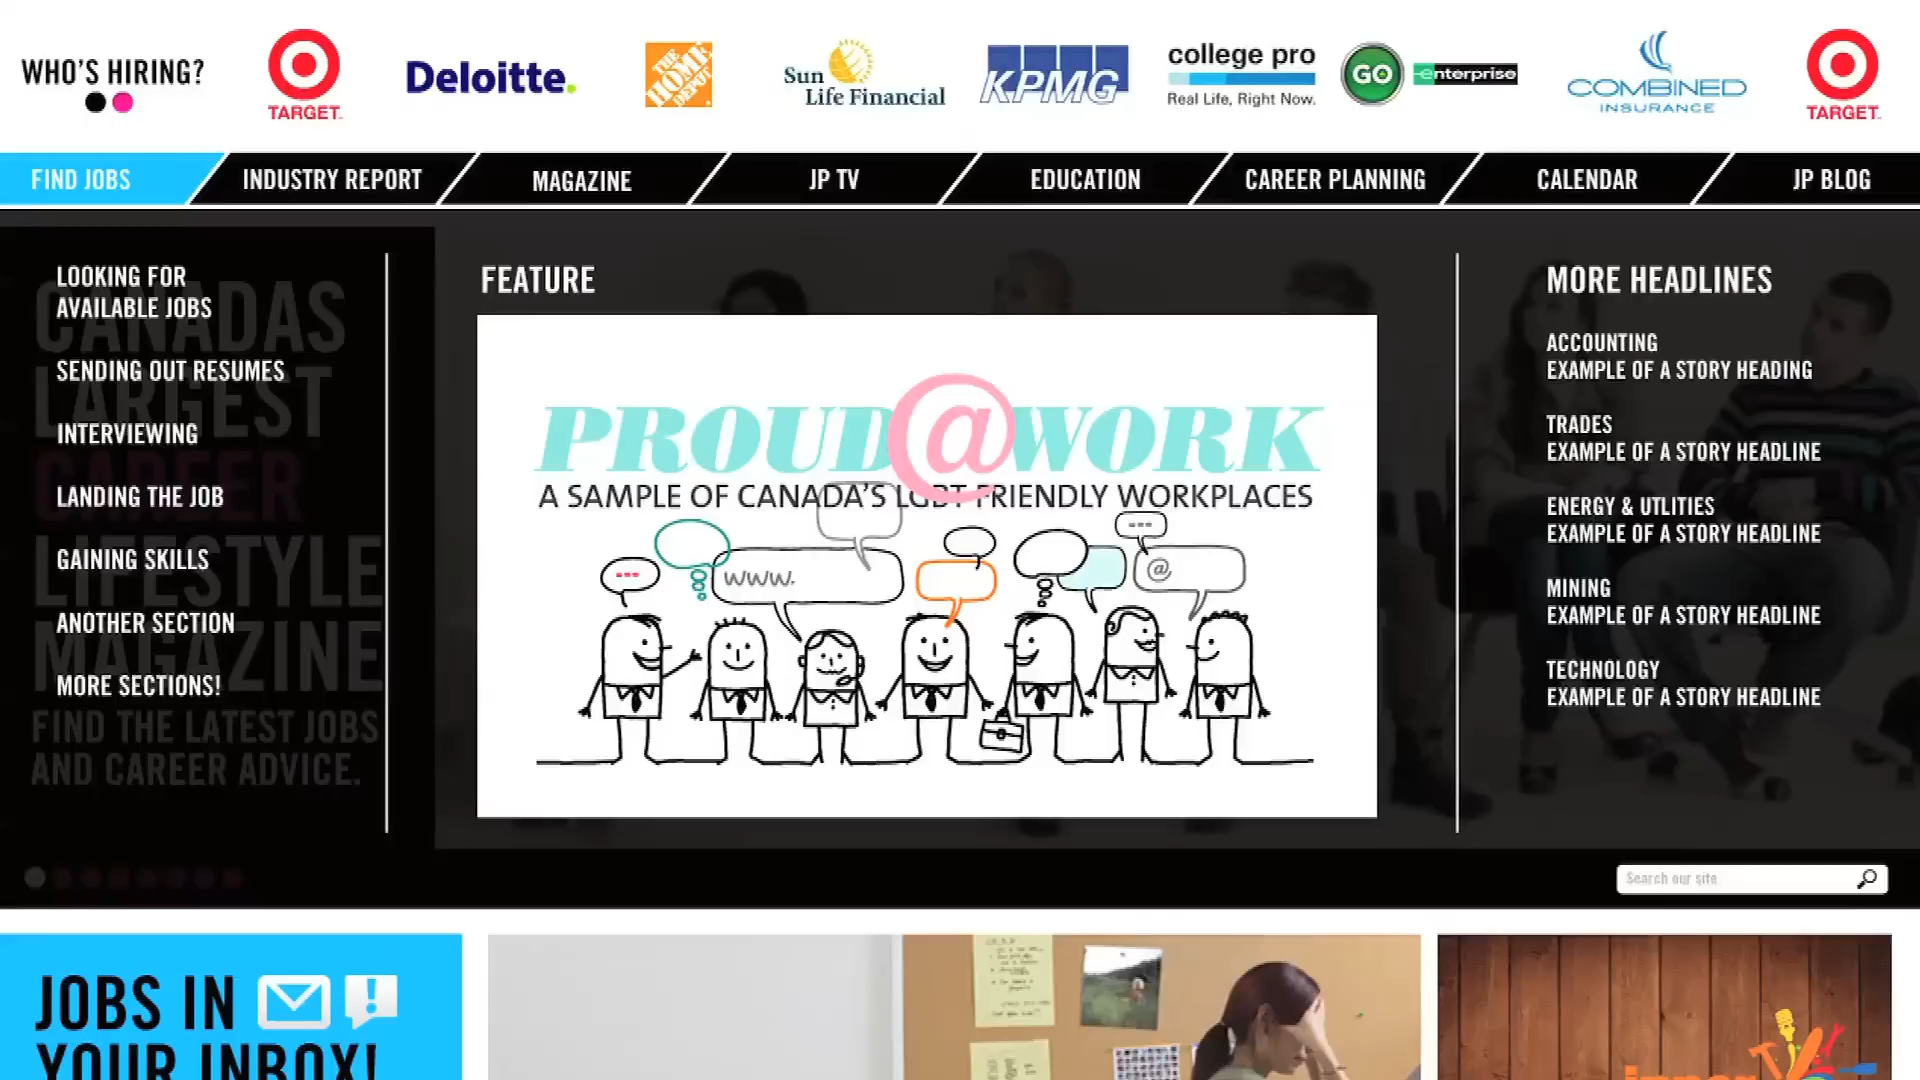 WHO'S HIRING?
TARGET
Deloitte.
THE HOME DEPOT
Sun Life Financial
KPMG
college pro
Real Life, Right Now.
GO
enterprise
COMBINED
INSURANCE
TARGET
FIND JOBS
INDUSTRY REPORT
MAGAZINE
JP TV
EDUCATION
CAREER PLANNING
CALENDAR
JP BLOG
LOOKING FOR
AVAILABLE JOBS
SENDING OUT RESUMES
INTERVIEWING
LANDING THE JOB
GAINING SKILLS
ANOTHER SECTION
MORE SECTIONS!
CANADAS
LARGEST
CAREER
LIFESTYLE
MAGAZINE
FIND THE LATEST JOBS
AND CAREER ADVICE.
FEATURE
PROUD@WORK
A SAMPLE OF CANADA'S LGBT FRIENDLY WORKPLACES
www.
@
MORE HEADLINES
ACCOUNTING
EXAMPLE OF A STORY HEADING
TRADES
EXAMPLE OF A STORY HEADLINE
ENERGY & UTLITIES
EXAMPLE OF A STORY HEADLINE
MINING
EXAMPLE OF A STORY HEADLINE
TECHNOLOGY
EXAMPLE OF A STORY HEADLINE
Search our site
JOBS IN
YOUR INBOX!